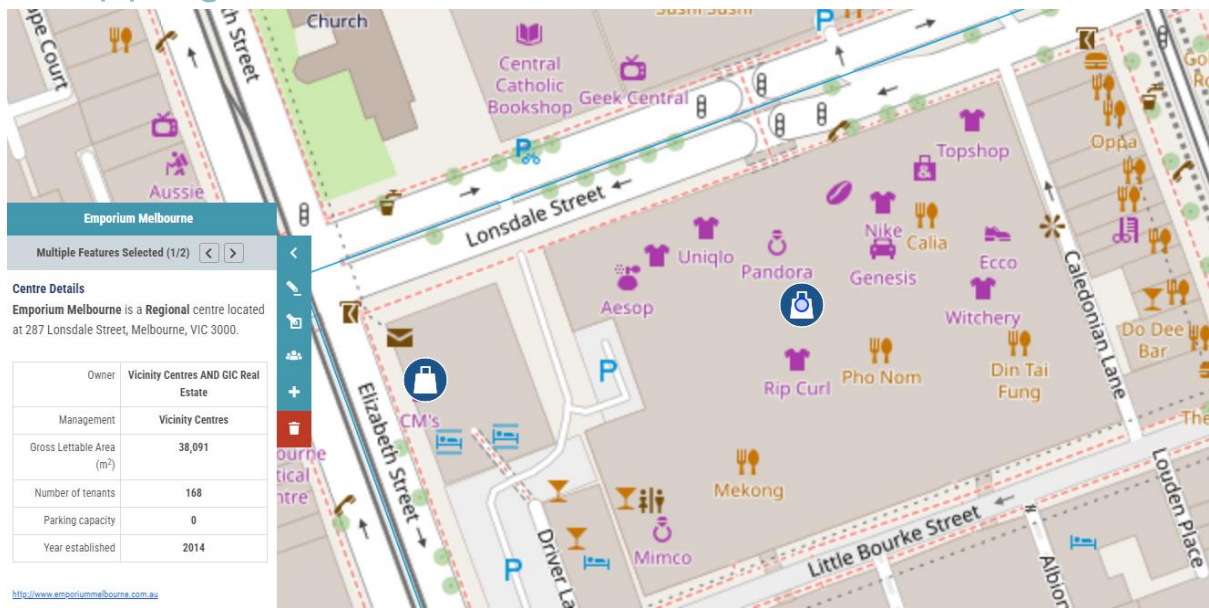 Church
Central
Catholic
Bookshop
Geek Central
Aussie
Topshop
Oppa
Lonsdale Street
Uniqlo
Pandora
Nike
Calia
Genesis
Ecco
Aesop
Witchery
Caledonian Lane
Do Dee
Bar
Rip Curl
Pho Nom
Din Tai
Fung
CM's
Elizabeth Street
The
Mekong
Mimco
Driver La
Little Bourke Street
Louden Place
Albion
P
P
P
P
Emporium Melbourne
Multiple Features Selected (1/2) < >
Centre Details
Emporium Melbourne is a Regional centre located
at 287 Lonsdale Street, Melbourne, VIC 3000.
Owner Vicinity Centres AND GIC Real
Estate
Management Vicinity Centres
Gross Lettable Area 38,091
(m²)
Number of tenants 168
Parking capacity 0
Year established 2014
http://www.emporiummelbourne.com.au